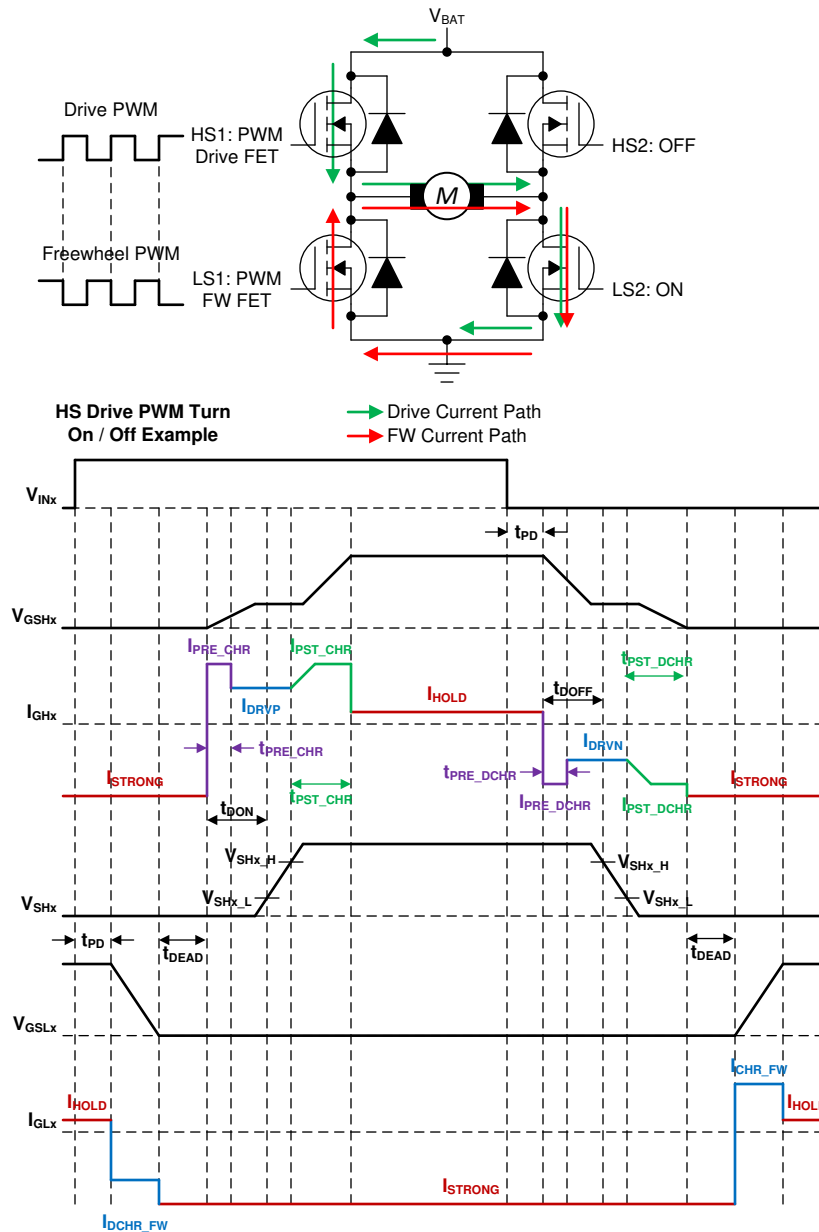 VBAT
Drive PWM
HS1: PWM
Drive FET
HS2: OFF
M
Freewheel PWM
LS1: PWM
FW FET
LS2: ON
HS Drive PWM Turn
On / Off Example
Drive Current Path
FW Current Path
VINx
tPD
VGSHx
IPRE_CHR
IPST_CHR
tPST_DCHR
IHOLD
tDOFF
IDRVP
IDRVN
IGHx
tPRE_CHR
tPRE_DCHR
ISTRONG
tPST_CHR
IPRE_DCHR
IPST_DCHR
ISTRONG
tDON
VSHx_H
VSHx_H
VSHx_L
VSHx_L
VSHx
tPD
tDEAD
tDEAD
VGSLx
ICHR_FW
IHOLD
IHOLD
IGLx
ISTRONG
IDCHR_FW